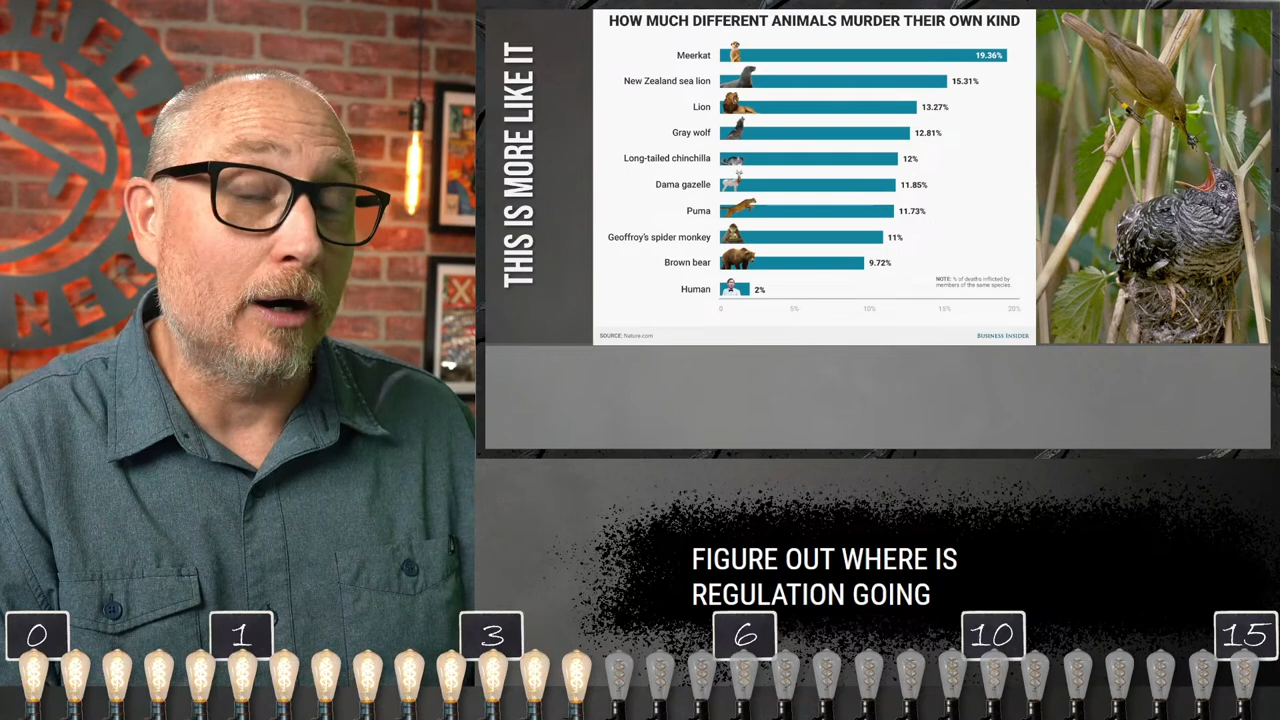 THIS IS MORE LIKE IT
HOW MUCH DIFFERENT ANIMALS MURDER THEIR OWN KIND
Meerkat 19.36%
New Zealand sea lion 15.31%
Lion 13.27%
Gray wolf 12.81%
Long-tailed chinchilla 12%
Dama gazelle 11.85%
Puma 11.73%
Geoffroy's spider monkey 11%
Brown bear 9.72%
Human 2%
NOTE: % of deaths inflicted by
members of the same species.
0 5% 10% 15% 20%
SOURCE: Nature.com BUSINESS INSIDER
FIGURE OUT WHERE IS
REGULATION GOING
0 1 3 6 10 15